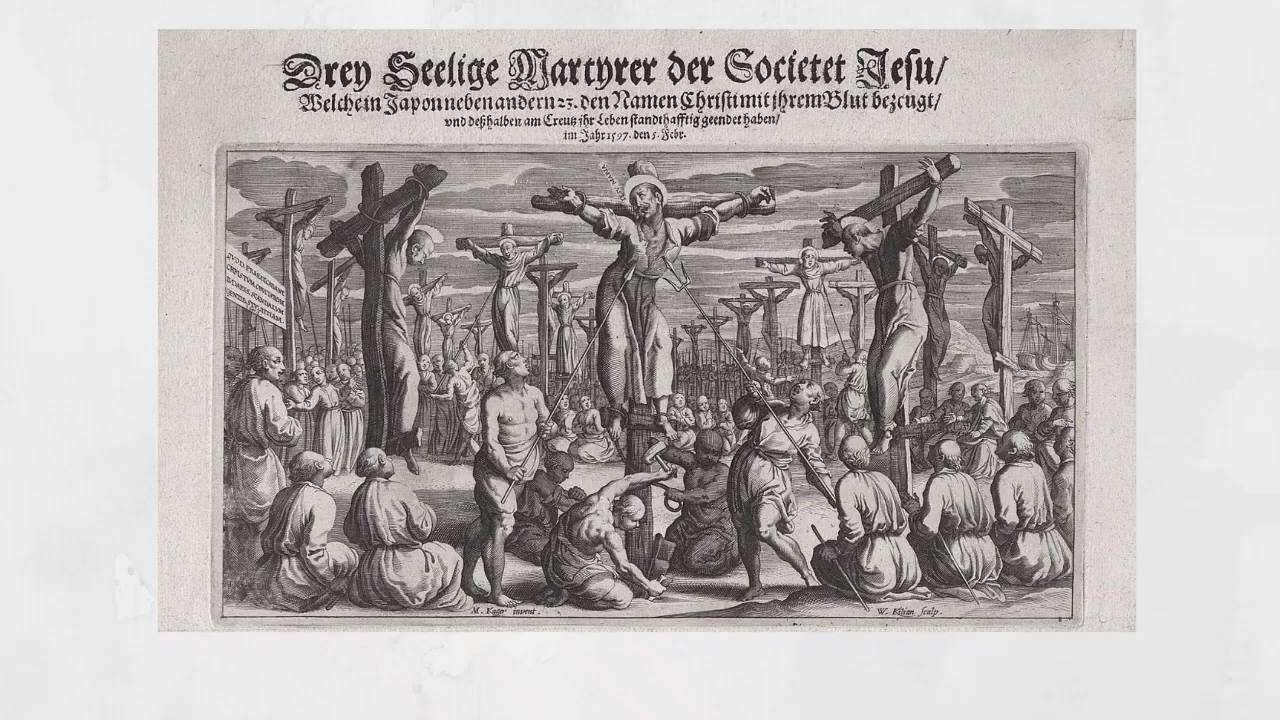 Drey Seelige Martyrer der Societet Jesu/
Welche in Japon neben andern 23. den Namen Christi mit jhrem Blut bezeugt/
vnd deßhalben am Creutz jhr Leben standthafftig geendet haben/
im Jahr 1597. den 5. Febr.
M. Kager invent.
W. Kilian sculp.